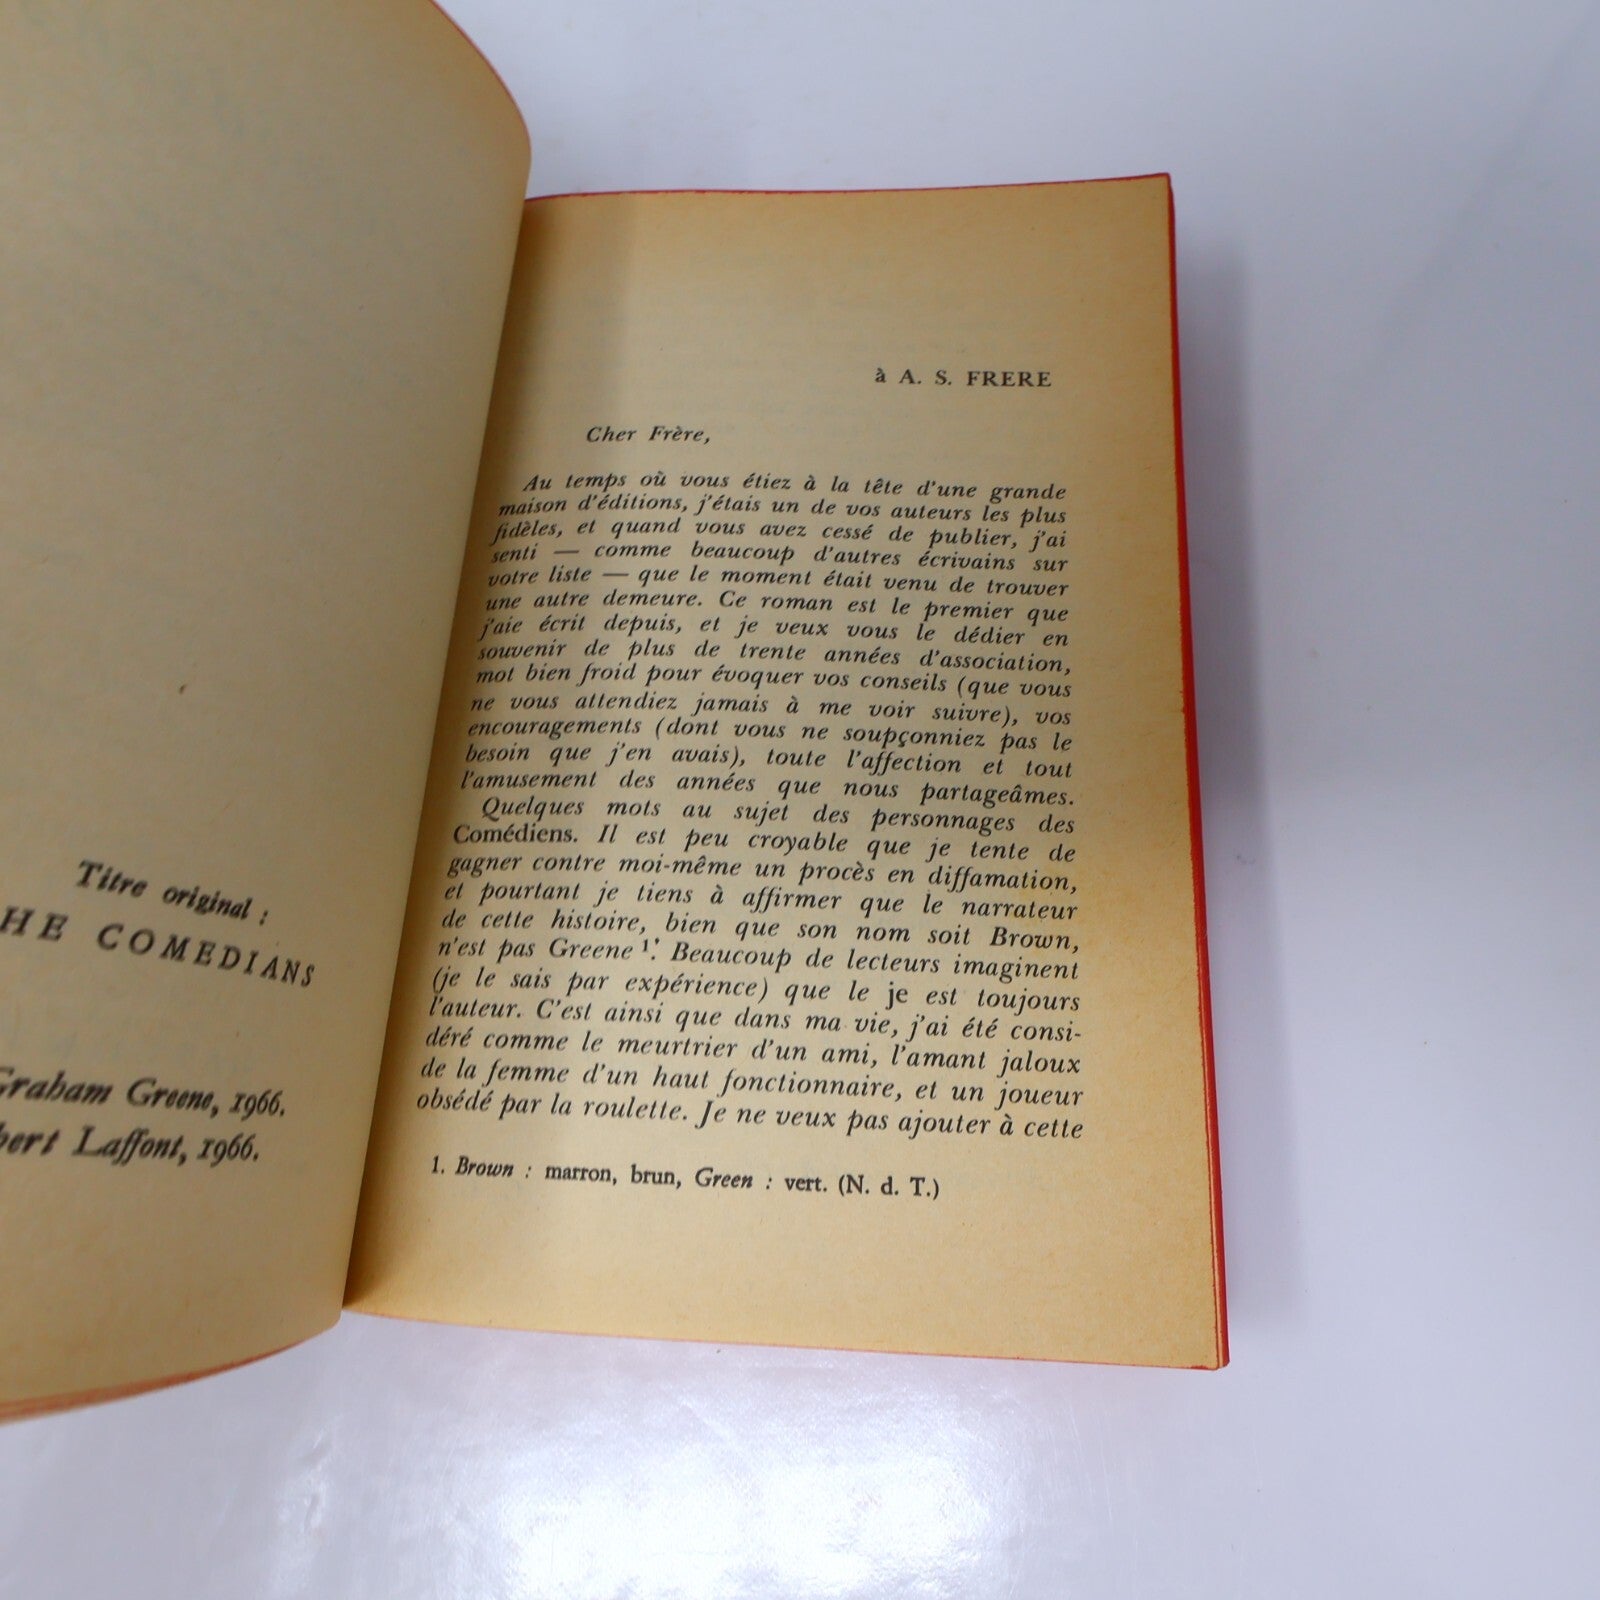 Titre original :
HE COMEDIANS
Graham Greene, 1966.
bert Laffont, 1966.
à A. S. FRERE
Cher Frère,
Au temps où vous étiez à la tête d'une grande
maison d'éditions, j'étais un de vos auteurs les plus
fidèles, et quand vous avez cessé de publier, j'ai
senti — comme beaucoup d'autres écrivains sur
votre liste — que le moment était venu de trouver
une autre demeure. Ce roman est le premier que
j'aie écrit depuis, et je veux vous le dédier en
souvenir de plus de trente années d'association,
mot bien froid pour évoquer vos conseils (que vous
ne vous attendiez jamais à me voir suivre), vos
encouragements (dont vous ne soupçonniez pas le
besoin que j'en avais), toute l'affection et tout
l'amusement des années que nous partageâmes.
Quelques mots au sujet des personnages des
Comédiens. Il est peu croyable que je tente de
gagner contre moi-même un procès en diffamation,
et pourtant je tiens à affirmer que le narrateur
de cette histoire, bien que son nom soit Brown,
n'est pas Greene 1. Beaucoup de lecteurs imaginent
(je le sais par expérience) que le je est toujours
l'auteur. C'est ainsi que dans ma vie, j'ai été consi-
déré comme le meurtrier d'un ami, l'amant jaloux
de la femme d'un haut fonctionnaire, et un joueur
obsédé par la roulette. Je ne veux pas ajouter à cette
1. Brown : marron, brun, Green : vert. (N. d. T.)